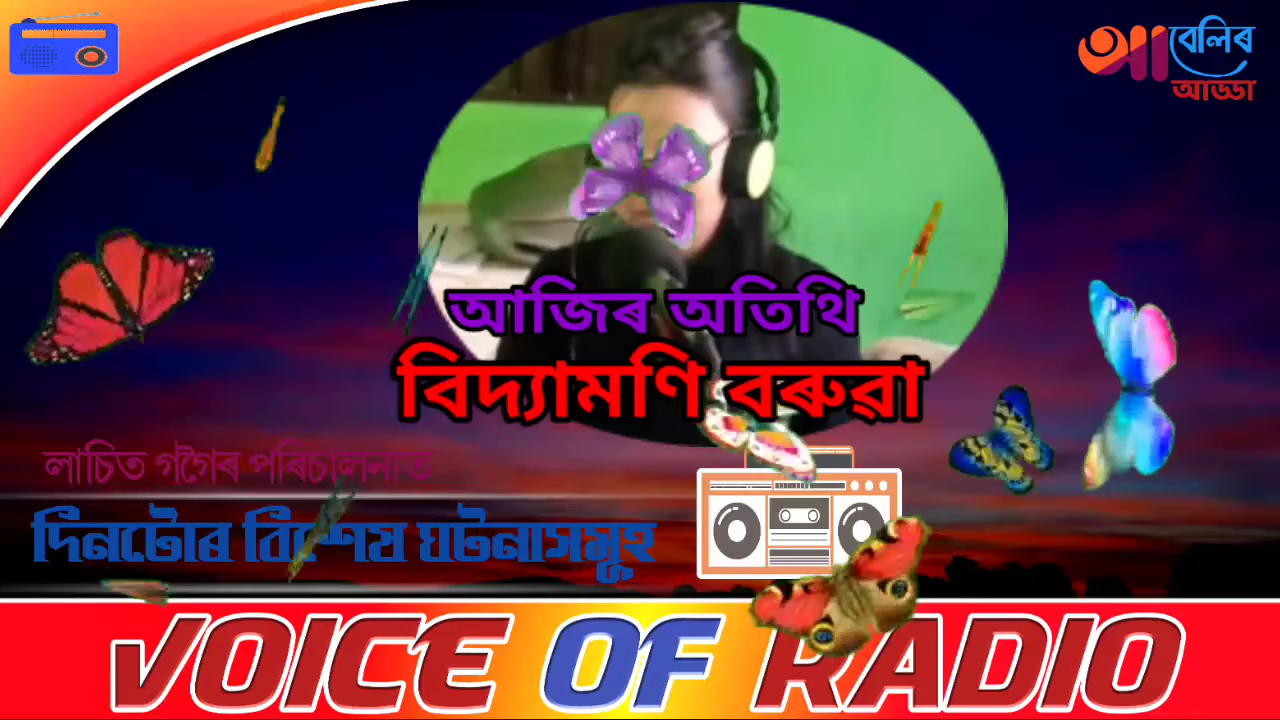 আবেলিৰ
আড্ডা
আজিৰ অতিথি
বিদ্যামণি বৰুৱা
লাচিত গগৈৰ পৰিচালনাত
দিনটোৰ বিশেষ ঘটনাসমূহ
VOICE OF RADIO